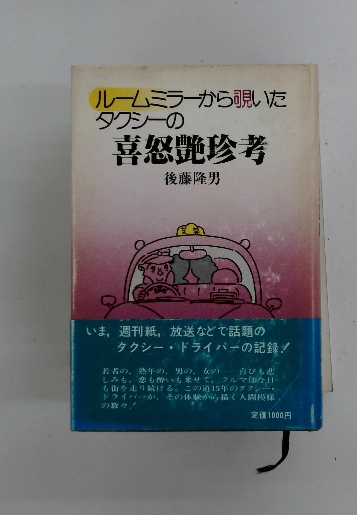 ルームミラーから覗いた
タクシーの
喜怒艶珍考
後藤隆男
いま，週刊紙，放送などで話題の
タクシー・ドライバーの記録！
若者の、熟年の、男の、女の──喜びも悲
しみも、恋も酔いも乗せて、クルマは今日
も街を走り続ける。この道15年のタクシー・
ドライバーが、その体験から描く人間模様
の数々！
定価1000円